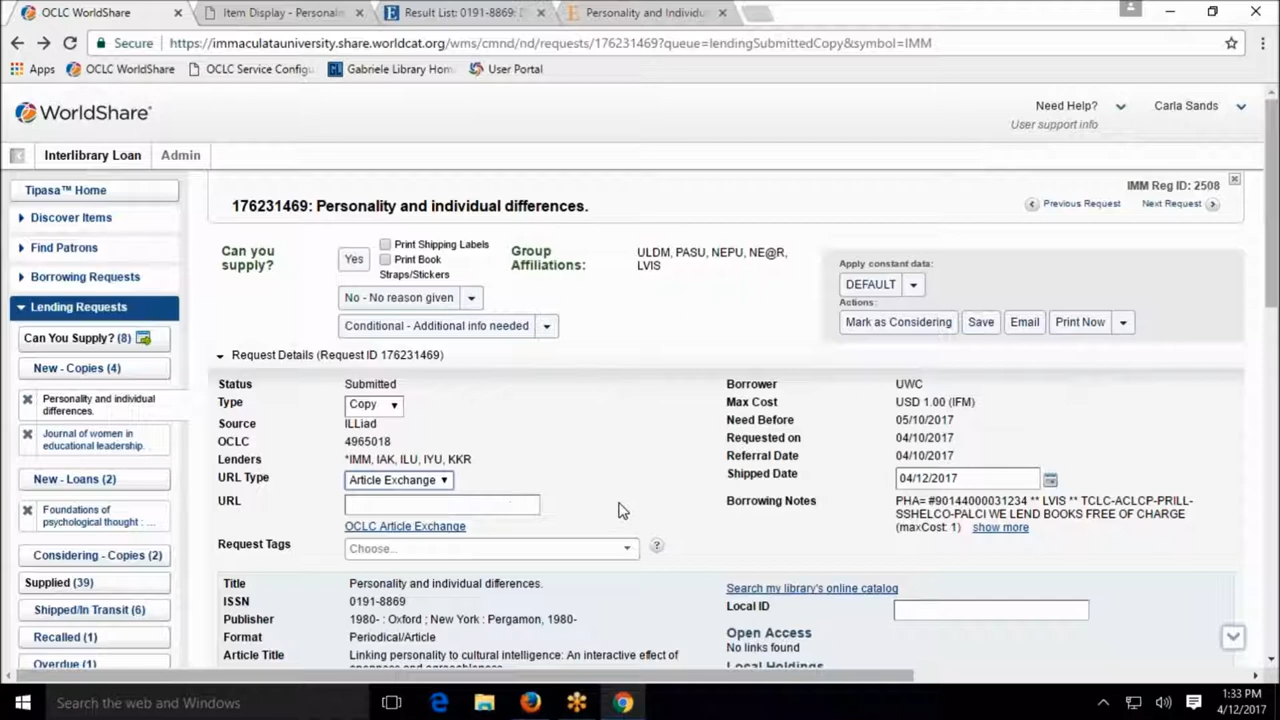 OCLC WorldShare
Item Display - Personal
Result List: 0191-8869: 
Personality and Individu
Secure
https://immaculatauniversity.share.worldcat.org/wms/cmnd/nd/requests/176231469?queue=lendingSubmittedCopy&symbol=IMM
Apps OCLC WorldShare OCLC Service Config Gabriele Library Hom User Portal
WorldShare®
Need Help?
Carla Sands
User support info
Interlibrary Loan
Admin
Tipasa™ Home
Discover Items
Find Patrons
Borrowing Requests
Lending Requests
Can You Supply? (8)
New - Copies (4)
Personality and individual
differences.
Journal of women in
educational leadership.
New - Loans (2)
Foundations of
psychological thought : ...
Considering - Copies (2)
Supplied (39)
Shipped/In Transit (6)
Recalled (1)
Overdue (1)
IMM Reg ID: 2508
176231469: Personality and individual differences.
Previous Request
Next Request
Can you
supply?
Yes
Print Shipping Labels
Print Book
Straps/Stickers
Group
Affiliations:
ULDM, PASU, NEPU, NE@R,
LVIS
No - No reason given
Conditional - Additional info needed
Apply constant data:
DEFAULT
Actions:
Mark as Considering
Save
Email
Print Now
Request Details (Request ID 176231469)
Status Submitted
Type Copy
Source ILLiad
OCLC 4965018
Lenders *IMM, IAK, ILU, IYU, KKR
URL Type Article Exchange
URL
OCLC Article Exchange
Request Tags Choose... ?
Borrower UWC
Max Cost USD 1.00 (IFM)
Need Before 05/10/2017
Requested on 04/10/2017
Referral Date 04/10/2017
Shipped Date 04/12/2017
Borrowing Notes PHA= #90144000031234 ** LVIS ** TCLC-ACLCP-PRILL-
SSHELCO-PALCI WE LEND BOOKS FREE OF CHARGE
(maxCost: 1) show more
Title Personality and individual differences.
ISSN 0191-8869
Publisher 1980- : Oxford ; New York : Pergamon, 1980-
Format Periodical/Article
Article Title Linking personality to cultural intelligence: An interactive effect of
openness and agreeableness
Search my library's online catalog
Local ID
Open Access
No links found
Local Holdings
Search the web and Windows
1:33 PM
4/12/2017